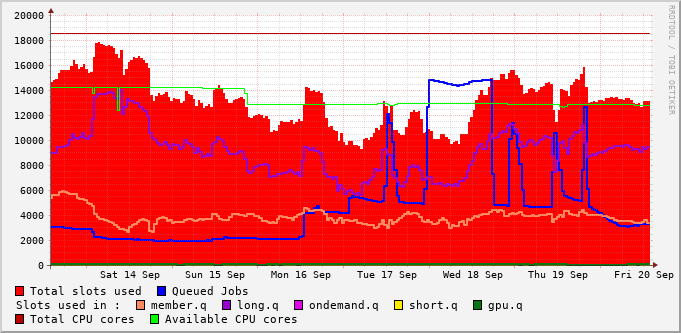 RRDTOOL / TOBI OETIKER
20000
18000
16000
14000
12000
10000
8000
6000
4000
2000
0
Sat 14 Sep Sun 15 Sep Mon 16 Sep Tue 17 Sep Wed 18 Sep Thu 19 Sep Fri 20 Sep
Total slots used Queued Jobs
Slots used in : member.q long.q ondemand.q short.q gpu.q
Total CPU cores Available CPU cores